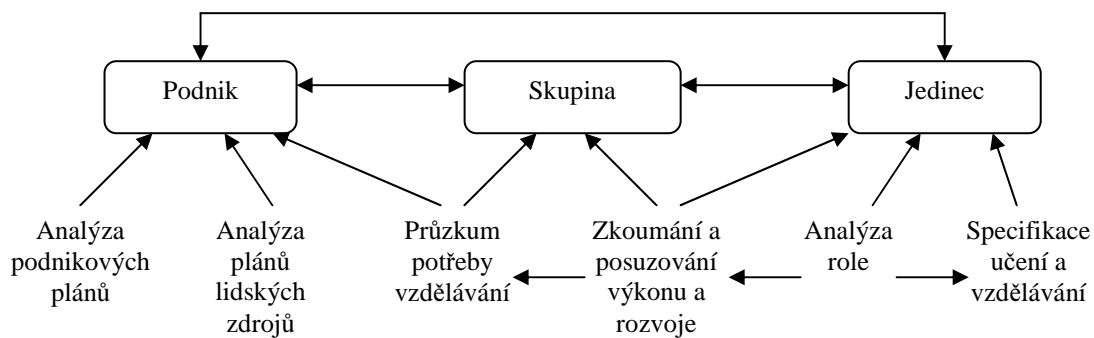 Podnik
Skupina
Jedinec
Analýza
podnikových
plánů
Analýza
plánů
lidských
zdrojů
Průzkum
potřeby
vzdělávání
Zkoumání a
posuzování
výkonu a
rozvoje
Analýza
role
Specifikace
učení a
vzdělávání